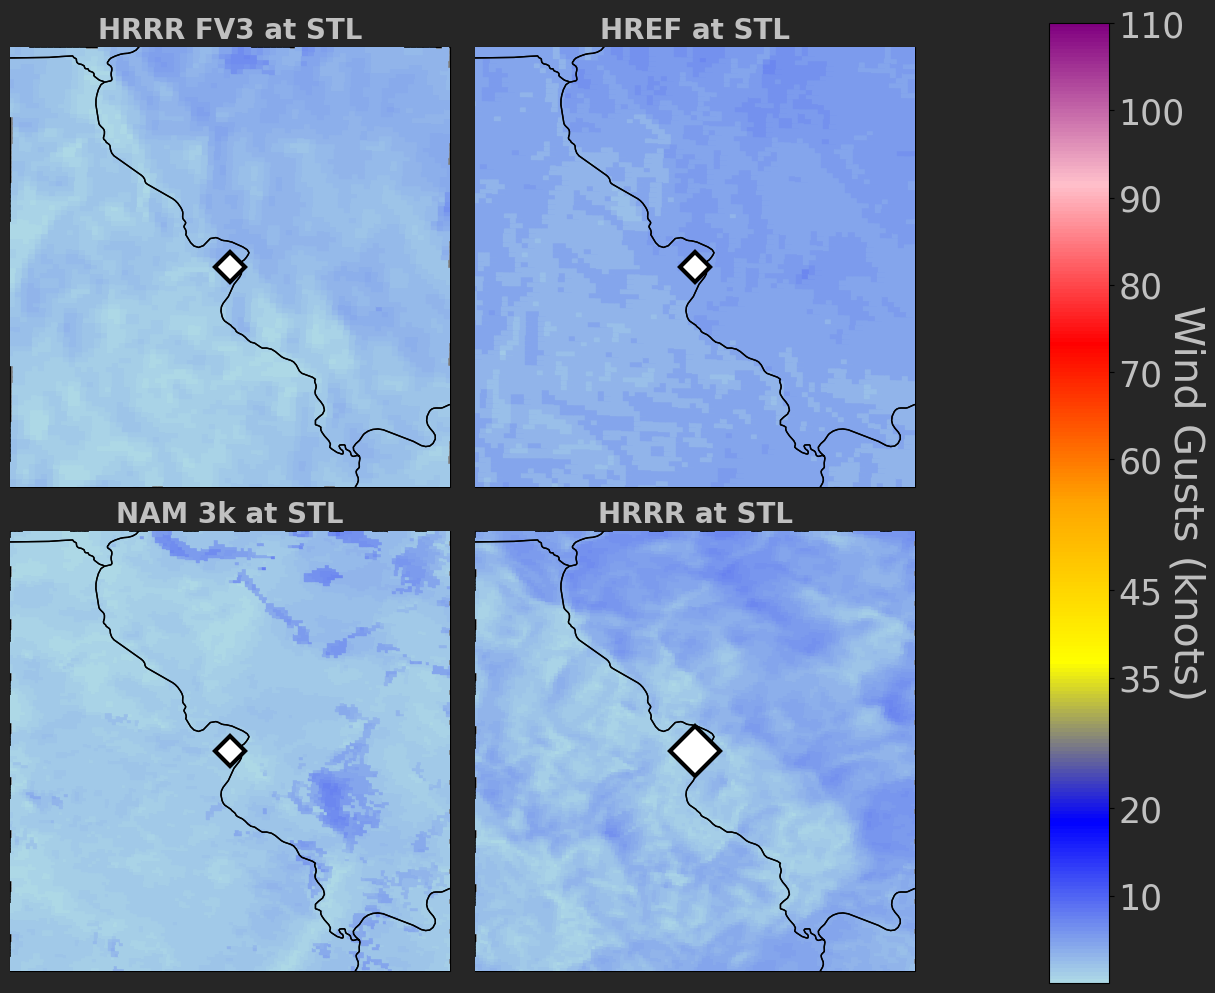 HRRR FV3 at STL
HREF at STL
NAM 3k at STL
HRRR at STL
110
100
90
80
70
60
45
35
20
10
Wind Gusts (knots)